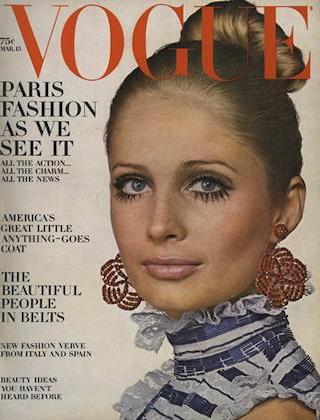 VOGUE
75¢
MAR. 15
PARIS
FASHION
AS WE
SEE IT
ALL THE ACTION...
ALL THE CHARM...
ALL THE NEWS
AMERICA'S
GREAT LITTLE
ANYTHING-GOES
COAT
THE
BEAUTIFUL
PEOPLE
IN BELTS
NEW FASHION VERVE
FROM ITALY AND SPAIN
BEAUTY IDEAS
YOU HAVEN'T
HEARD BEFORE